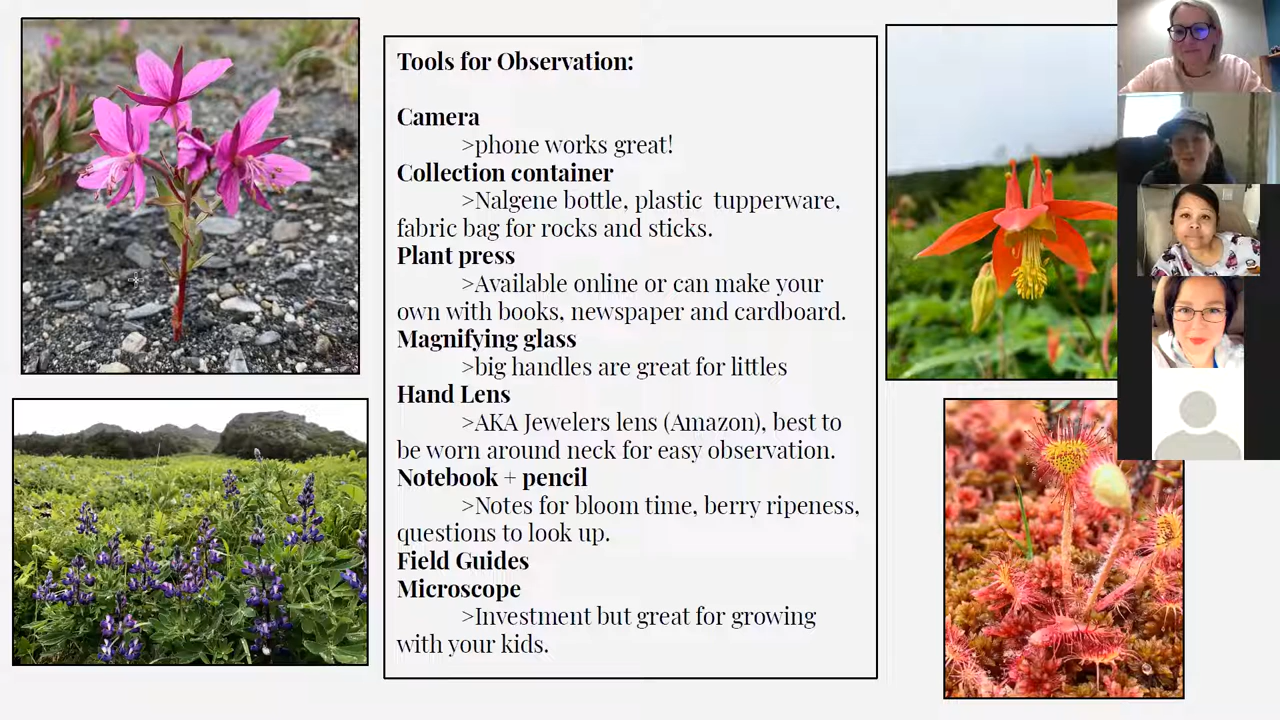 Tools for Observation:
Camera
>phone works great!
Collection container
>Nalgene bottle, plastic tupperware,
fabric bag for rocks and sticks.
Plant press
>Available online or can make your
own with books, newspaper and cardboard.
Magnifying glass
>big handles are great for littles
Hand Lens
>AKA Jewelers lens (Amazon), best to
be worn around neck for easy observation.
Notebook + pencil
>Notes for bloom time, berry ripeness,
questions to look up.
Field Guides
Microscope
>Investment but great for growing
with your kids.